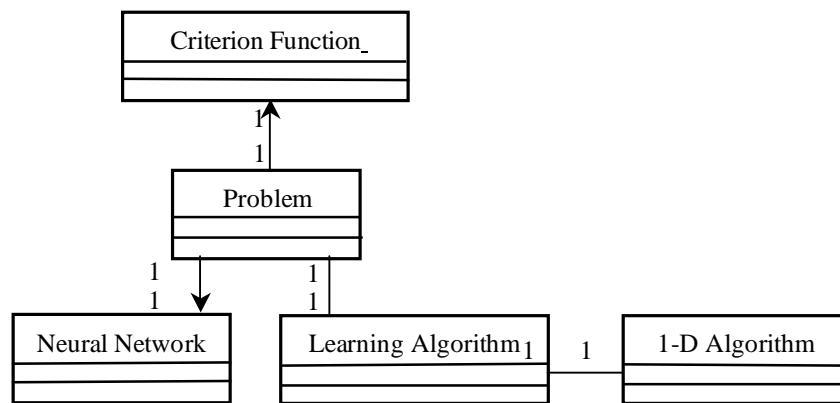 Criterion Function
1
1
Problem
1 1
1 1
Neural Network
Learning Algorithm 1
1
1-D Algorithm